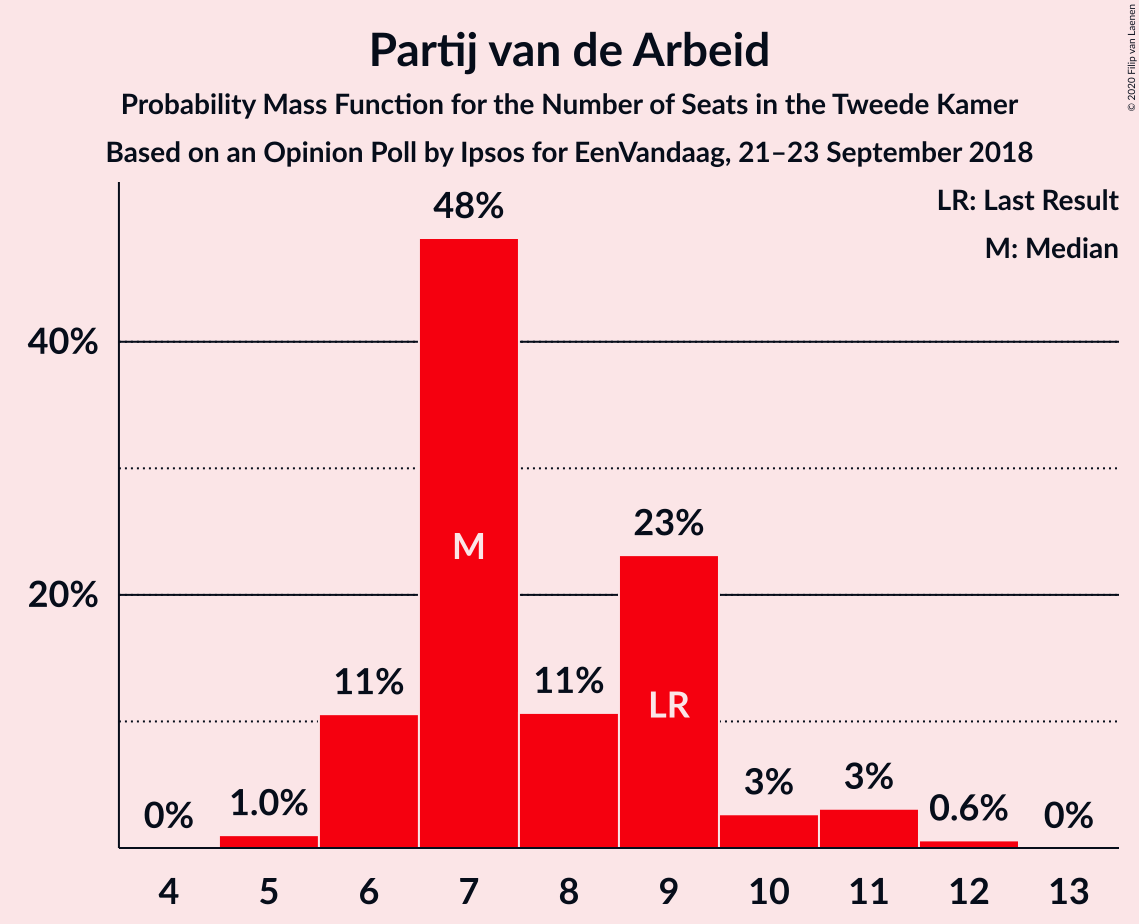 Partij van de Arbeid
Probability Mass Function for the Number of Seats in the Tweede Kamer
Based on an Opinion Poll by Ipsos for EenVandaag, 21–23 September 2018
© 2020 Filip van Laenen
LR: Last Result
M: Median
48%
40%
23%
M
20%
11%
11%
LR
3%
3%
1.0%
0.6%
0%
0%
4 5 6 7 8 9 10 11 12 13